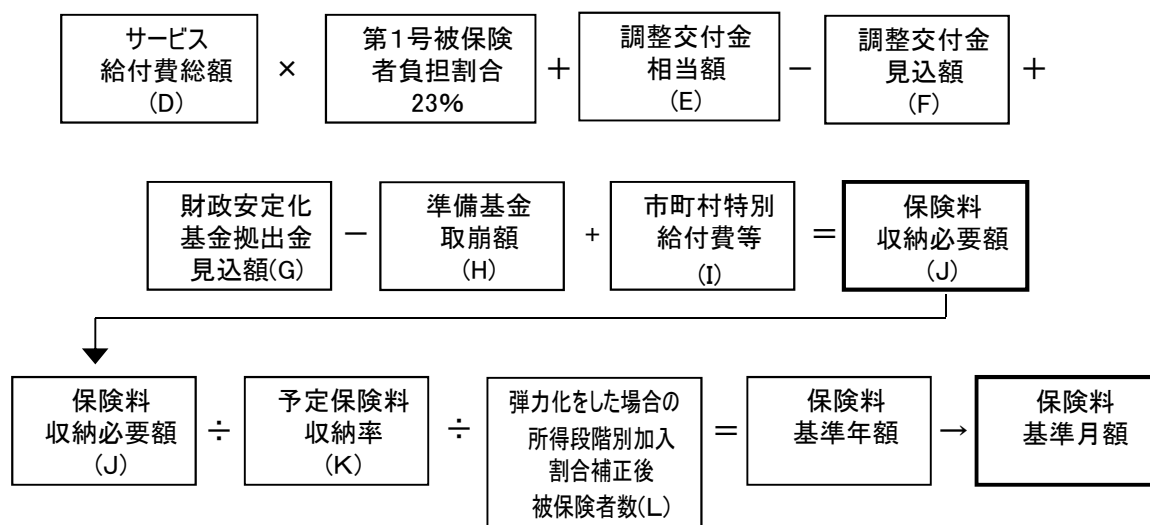 サービス
給付費総額
(D)
×
第1号被保険
者負担割合
23%
＋
調整交付金
相当額
(E)
－
調整交付金
見込額
(F)
＋
財政安定化
基金拠出金
見込額(G)
－
準備基金
取崩額
(H)
+
市町村特別
給付費等
(I)
＝
保険料
収納必要額
(J)
保険料
収納必要額
(J)
÷
予定保険料
収納率
(K)
÷
弾力化をした場合の
所得段階別加入
割合補正後
被保険者数(L)
＝
保険料
基準年額
→
保険料
基準月額